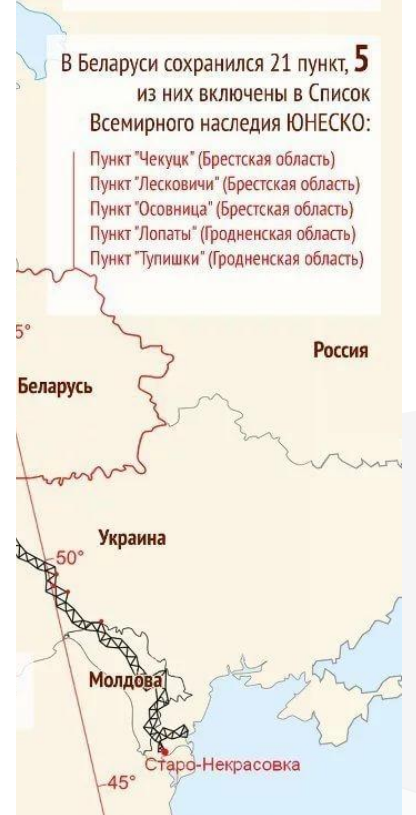 В Беларуси сохранился 21 пункт, 5
из них включены в Список
Всемирного наследия ЮНЕСКО:
Пункт "Чекуцк" (Брестская область)
Пункт "Лесковичи" (Брестская область)
Пункт "Осовница" (Брестская область)
Пункт "Лопаты" (Гродненская область)
Пункт "Тупишки" (Гродненская область)
5°
Россия
Беларусь
Украина
50°
Молдова
Старо-Некрасовка
45°